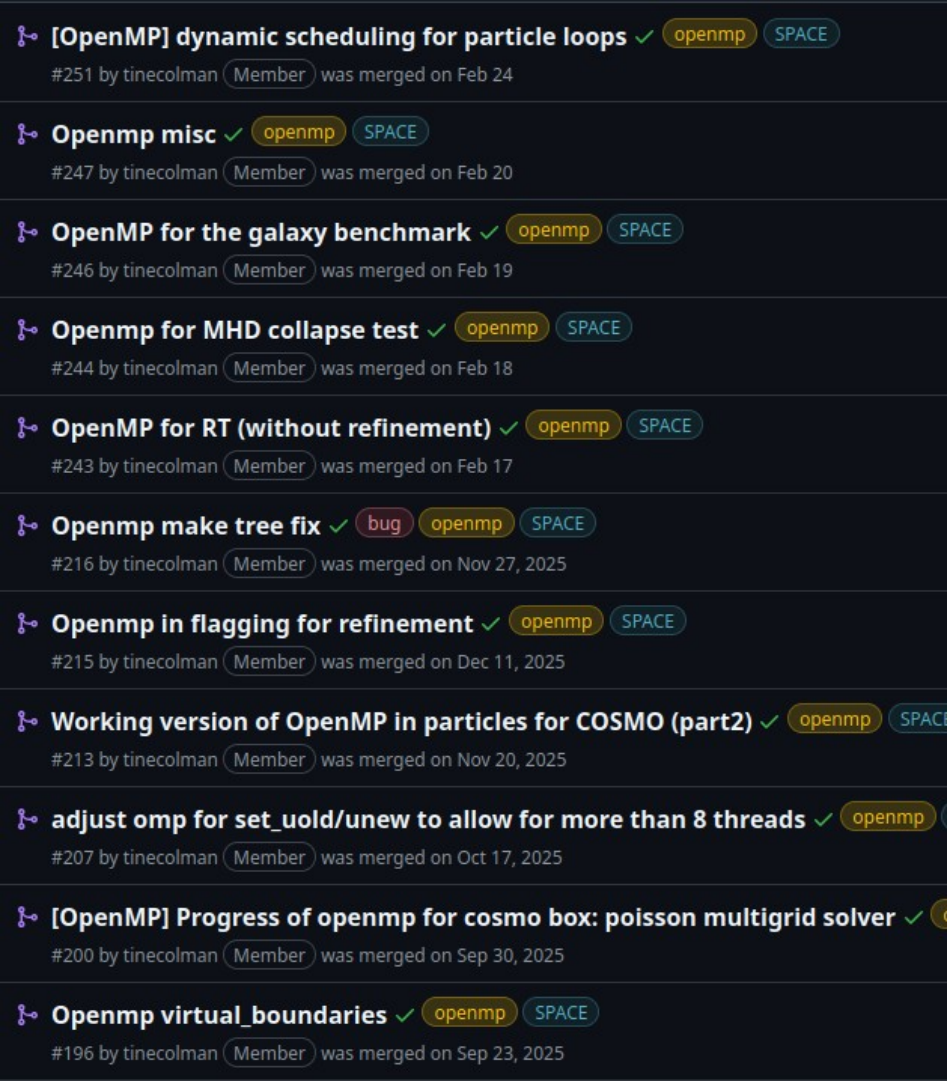 [OpenMP] dynamic scheduling for particle loops openmp SPACE
#251 by tinecolman Member was merged on Feb 24
Openmp misc openmp SPACE
#247 by tinecolman Member was merged on Feb 20
OpenMP for the galaxy benchmark openmp SPACE
#246 by tinecolman Member was merged on Feb 19
Openmp for MHD collapse test openmp SPACE
#244 by tinecolman Member was merged on Feb 18
OpenMP for RT (without refinement) openmp SPACE
#243 by tinecolman Member was merged on Feb 17
Openmp make tree fix bug openmp SPACE
#216 by tinecolman Member was merged on Nov 27, 2025
Openmp in flagging for refinement openmp SPACE
#215 by tinecolman Member was merged on Dec 11, 2025
Working version of OpenMP in particles for COSMO (part2) openmp
#213 by tinecolman Member was merged on Nov 20, 2025
adjust omp for set_uold/unew to allow for more than 8 threads openmp
#207 by tinecolman Member was merged on Oct 17, 2025
[OpenMP] Progress of openmp for cosmo box: poisson multigrid solver
#200 by tinecolman Member was merged on Sep 30, 2025
Openmp virtual_boundaries openmp SPACE
#196 by tinecolman Member was merged on Sep 23, 2025